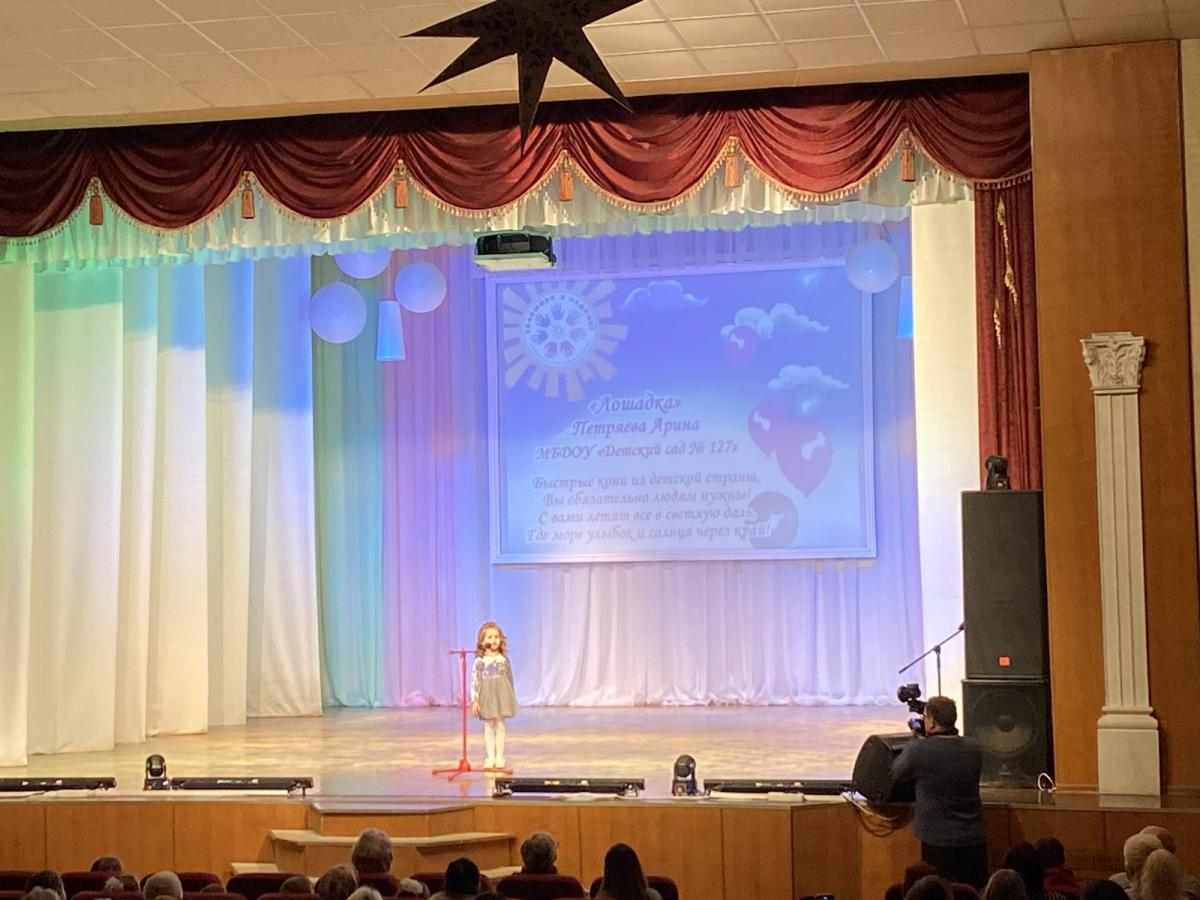 «Лошадка»
Петряева Арина
МБДОУ «Детский сад № 127»
Быстрые кони из детской страны,
Вы обязательно людям нужны!
С вами летят все в светлую даль,
Где море улыбок и солнца через край!